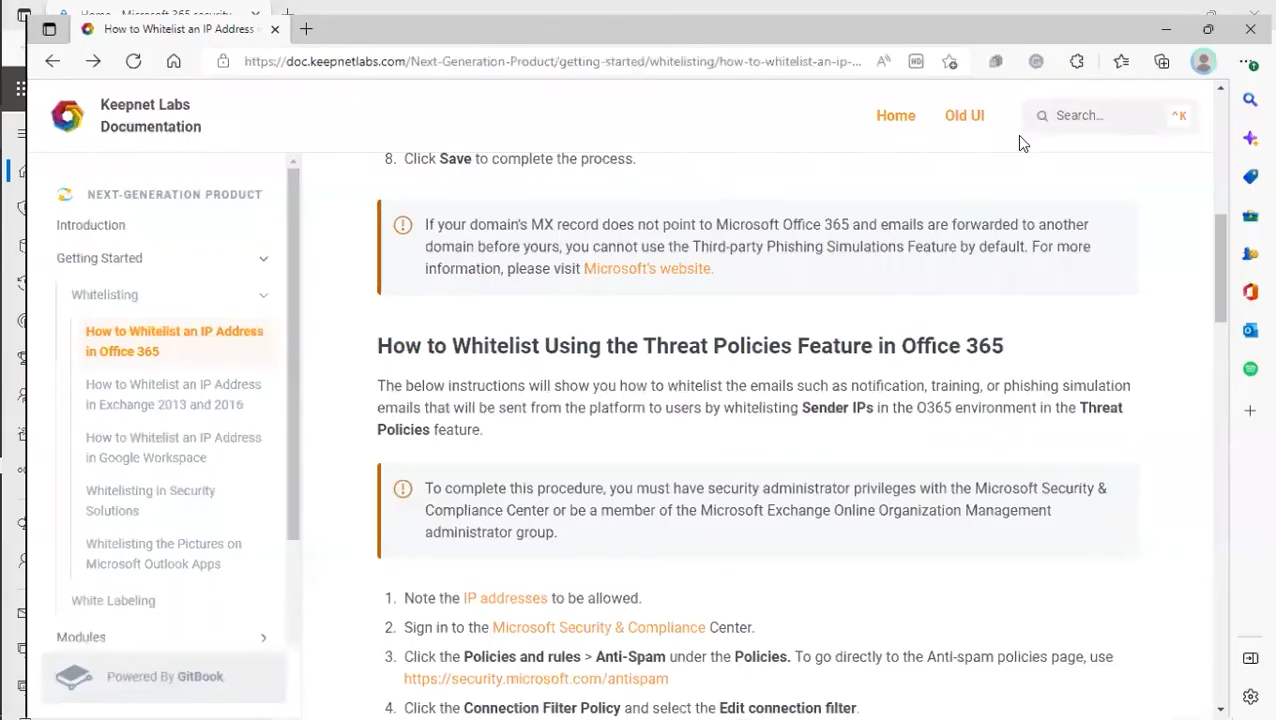 Home - Microsoft 365 security
How to Whitelist an IP Address
https://doc.keepnetlabs.com/Next-Generation-Product/getting-started/whitelisting/how-to-whitelist-an-ip-...
Keepnet Labs
Documentation
Home
Old UI
Search...
^K
NEXT-GENERATION PRODUCT
Introduction
Getting Started
Whitelisting
How to Whitelist an IP Address
in Office 365
How to Whitelist an IP Address
in Exchange 2013 and 2016
How to Whitelist an IP Address
in Google Workspace
Whitelisting in Security
Solutions
Whitelisting the Pictures on
Microsoft Outlook Apps
White Labeling
Modules
Powered By GitBook
8. Click Save to complete the process.
If your domain's MX record does not point to Microsoft Office 365 and emails are forwarded to another
domain before yours, you cannot use the Third-party Phishing Simulations Feature by default. For more
information, please visit Microsoft's website.
How to Whitelist Using the Threat Policies Feature in Office 365
The below instructions will show you how to whitelist the emails such as notification, training, or phishing simulation
emails that will be sent from the platform to users by whitelisting Sender IPs in the O365 environment in the Threat
Policies feature.
To complete this procedure, you must have security administrator privileges with the Microsoft Security &
Compliance Center or be a member of the Microsoft Exchange Online Organization Management
administrator group.
1. Note the IP addresses to be allowed.
2. Sign in to the Microsoft Security & Compliance Center.
3. Click the Policies and rules > Anti-Spam under the Policies. To go directly to the Anti-spam policies page, use
https://security.microsoft.com/antispam
4. Click the Connection Filter Policy and select the Edit connection filter.